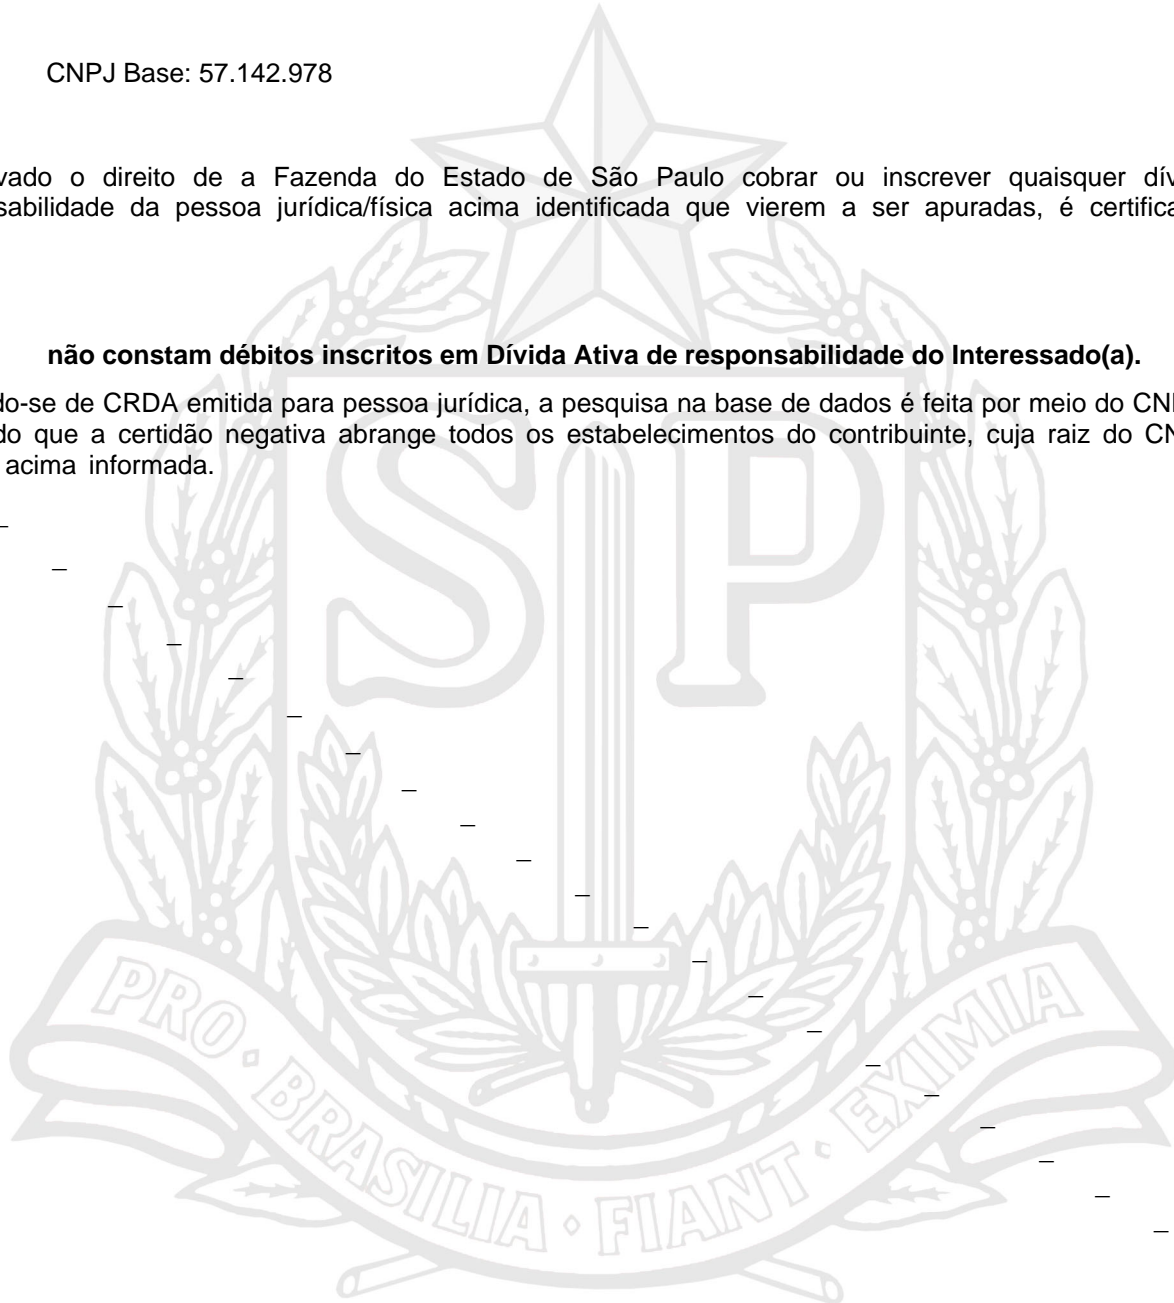 CNPJ Base: 57.142.978
vado o direito de a Fazenda do Estado de São Paulo cobrar ou inscrever quaisquer dív
sabilidade da pessoa jurídica/física acima identificada que vierem a ser apuradas, é certifica
não constam débitos inscritos em Dívida Ativa de responsabilidade do Interessado(a).
do-se de CRDA emitida para pessoa jurídica, a pesquisa na base de dados é feita por meio do CN
do que a certidão negativa abrange todos os estabelecimentos do contribuinte, cuja raiz do CN
acima informada.
SP
PRO · BRASILIA · FIANT · EXIMIA